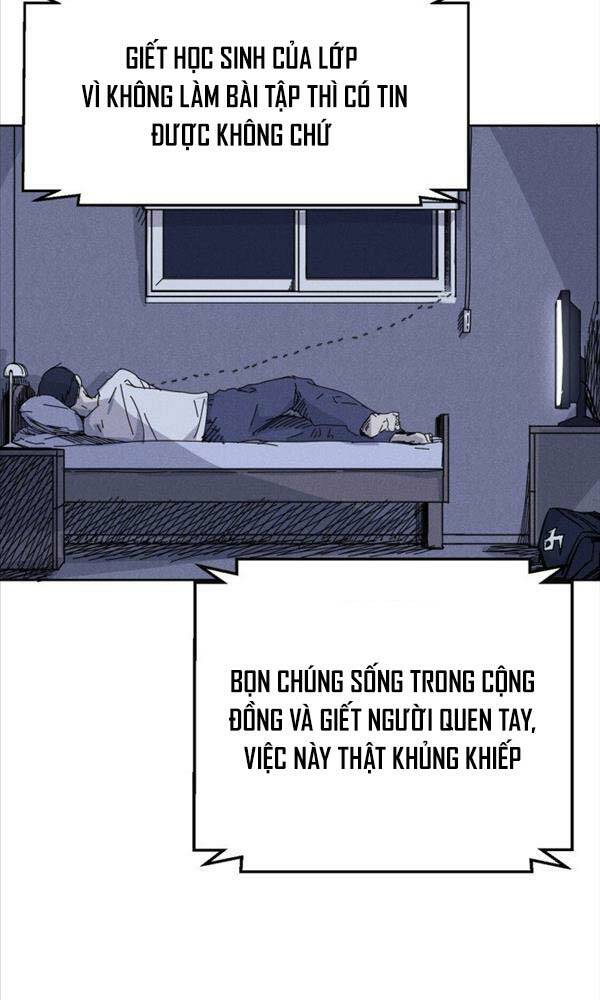 GIẾT HỌC SINH CỦA LỚP
VÌ KHÔNG LÀM BÀI TẬP THÌ CÓ TIN
ĐƯỢC KHÔNG CHỨ
BỌN CHÚNG SỐNG TRONG CỘNG
ĐỒNG VÀ GIẾT NGƯỜI QUEN TAY,
VIỆC NÀY THẬT KHỦNG KHIẾP